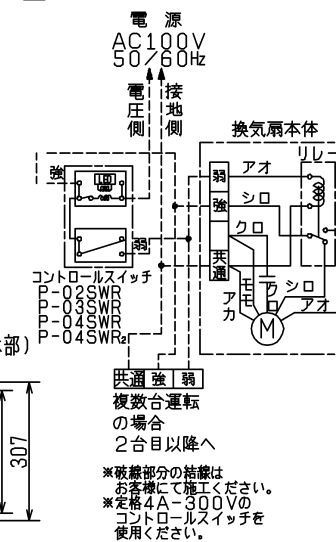 電 源
AC100V
50/60Hz
電圧側
接地側
換気扇本体
リレー
強
弱
弱
強
共通
アオ
シロ
クロ
アカ
モモ
クロ
シロ
アオ
M
コントロールスイッチ
P-02SWR
P-03SWR
P-04SWR
P-04SWR₂
部)
共通 強 弱
複数台運転
の場合
2台目以降へ
307
※破線部分の結線は
お客様にて施工ください。
※定格4A-300Vの
コントロールスイッチを
使用ください。